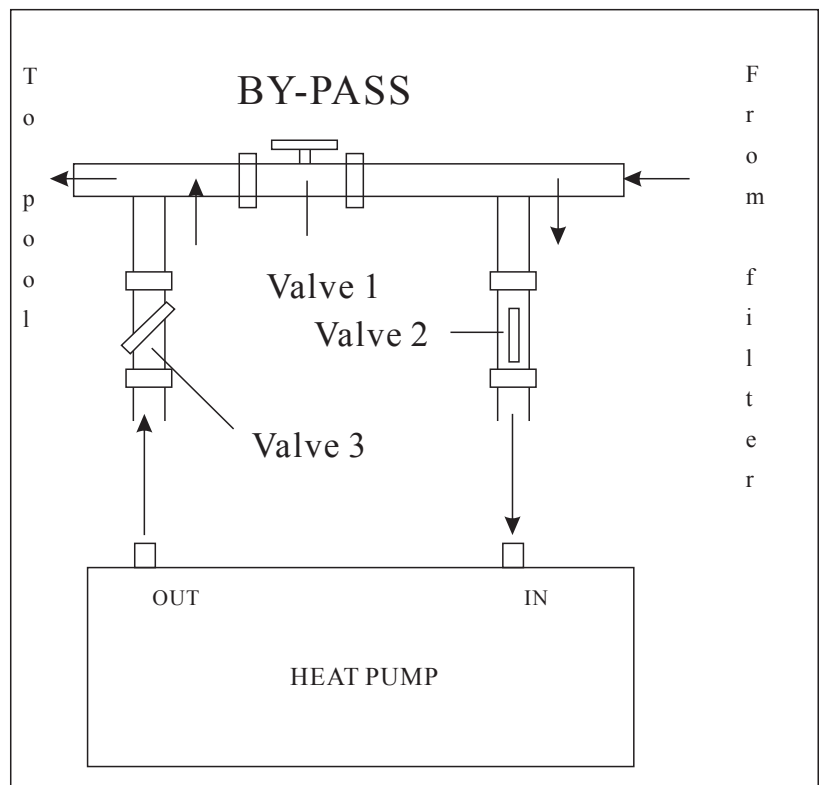 To pool
BY-PASS
From filter
Valve 1
Valve 2
Valve 3
OUT
IN
HEAT PUMP